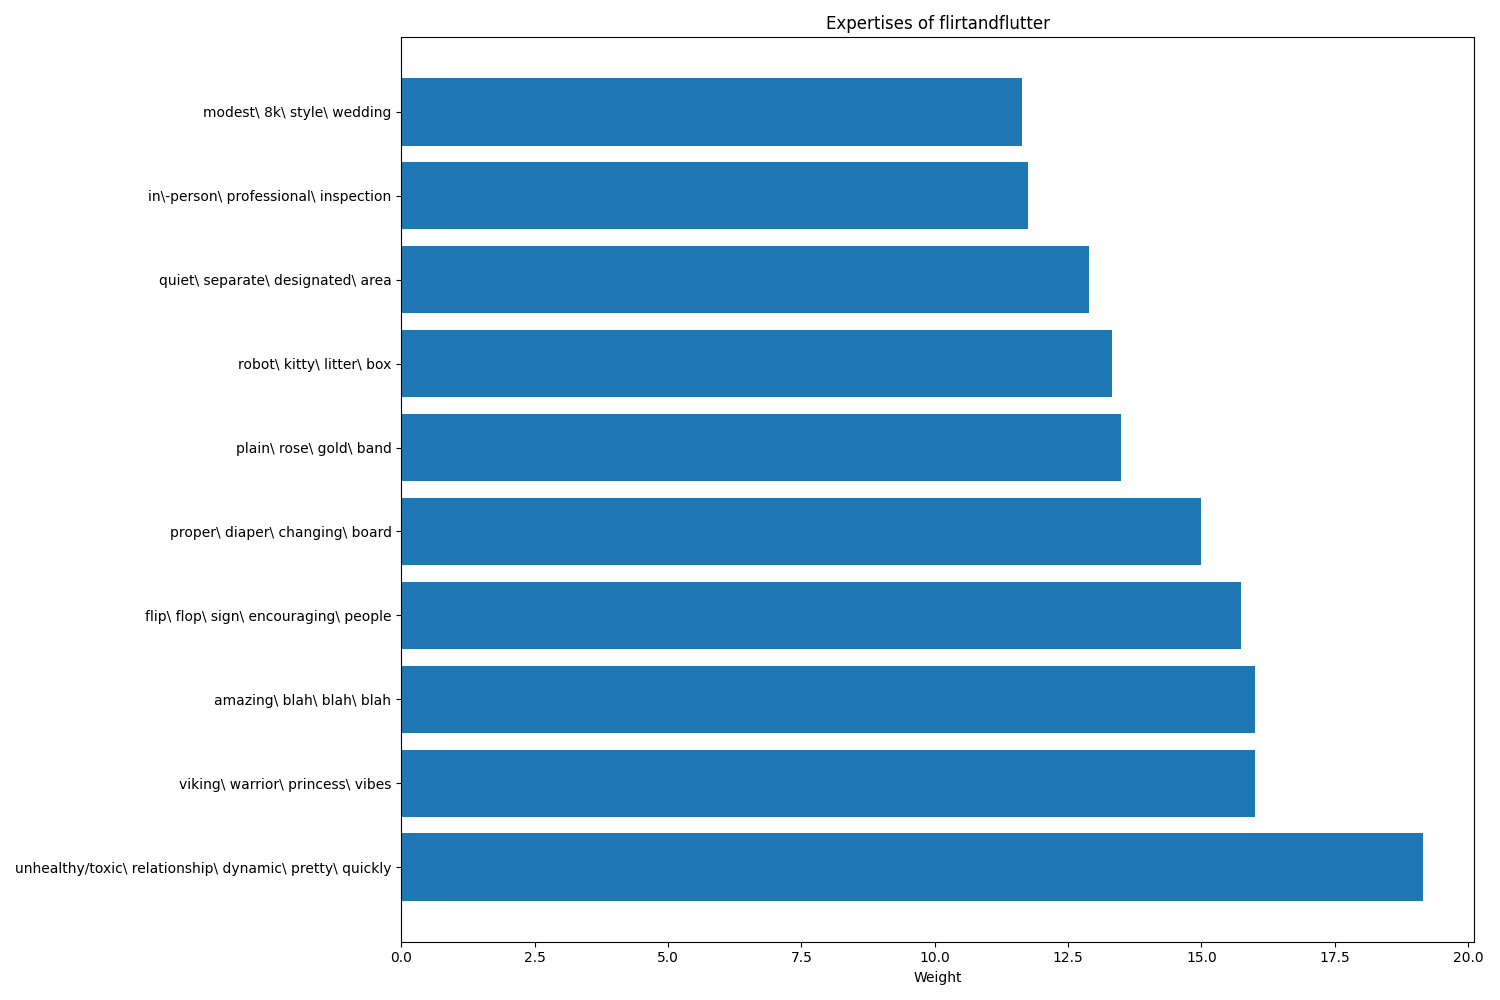 Expertises of flirtandflutter
modest\ 8k\ style\ wedding
in\-person\ professional\ inspection
quiet\ separate\ designated\ area
robot\ kitty\ litter\ box
plain\ rose\ gold\ band
proper\ diaper\ changing\ board
flip\ flop\ sign\ encouraging\ people
amazing\ blah\ blah\ blah
viking\ warrior\ princess\ vibes
unhealthy/toxic\ relationship\ dynamic\ pretty\ quickly
0.0 2.5 5.0 7.5 10.0 12.5 15.0 17.5 20.0
Weight